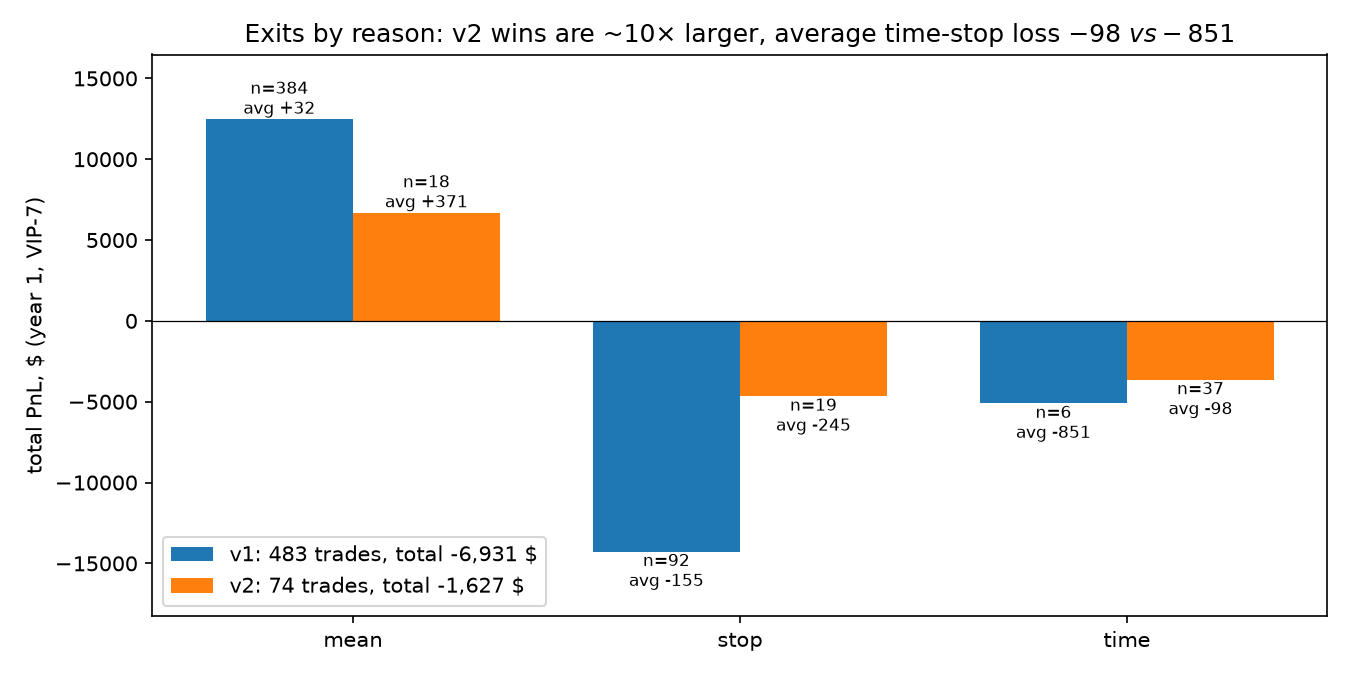 Exits by reason: v2 wins are ~10× larger, average time-stop loss −98 vs − 851
total PnL, $ (year 1, VIP-7)
15000
10000
5000
0
−5000
−10000
−15000
n=384
avg +32
n=18
avg +371
n=92
avg -155
n=19
avg -245
n=6
avg -851
n=37
avg -98
v1: 483 trades, total -6,931 $
v2: 74 trades, total -1,627 $
mean
stop
time